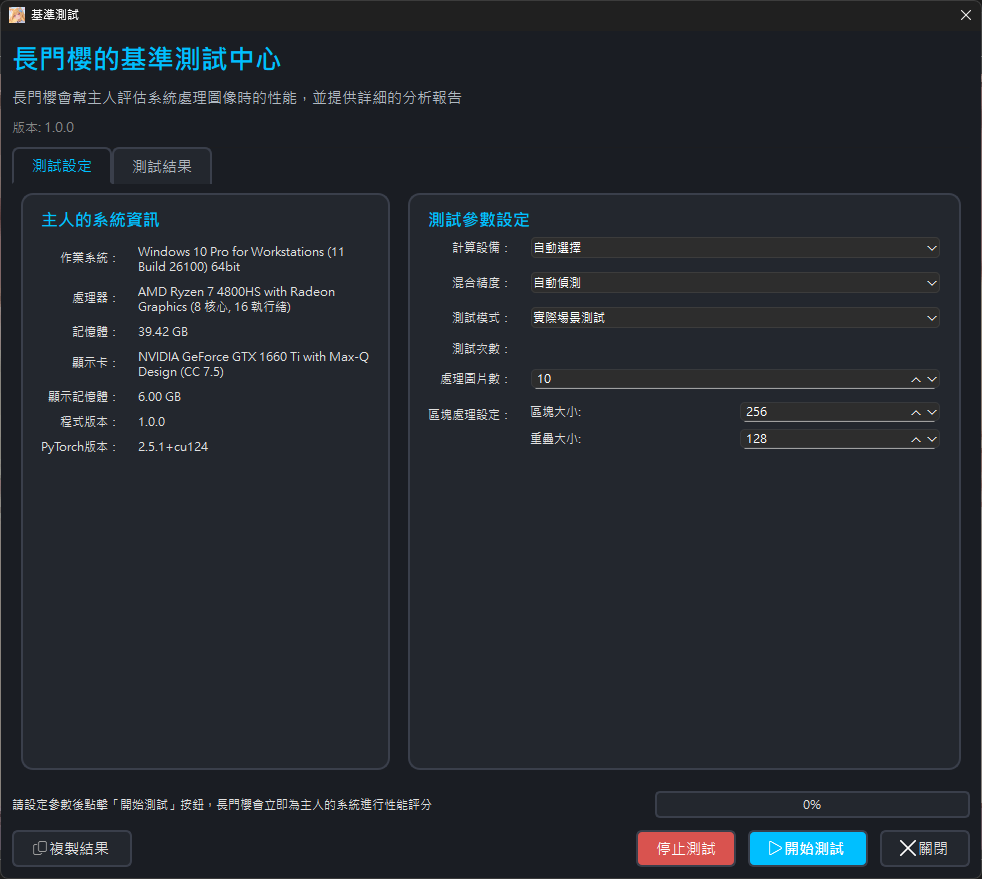 基準測試
長門櫻的基準測試中心
長門櫻會幫主人評估系統處理圖像時的性能，並提供詳細的分析報告
版本: 1.0.0
測試設定
測試結果
主人的系統資訊
作業系統：
Windows 10 Pro for Workstations (11
Build 26100) 64bit
處理器：
AMD Ryzen 7 4800HS with Radeon
Graphics (8 核心, 16 執行緒)
記憶體：
39.42 GB
顯示卡：
NVIDIA GeForce GTX 1660 Ti with Max-Q
Design (CC 7.5)
顯示記憶體：
6.00 GB
程式版本：
1.0.0
PyTorch版本：
2.5.1+cu124
測試參數設定
計算設備：
自動選擇
混合精度：
自動偵測
測試模式：
實際場景測試
測試次數：
處理圖片數：
10
區塊處理設定：
區塊大小:
256
重疊大小:
128
請設定參數後點擊「開始測試」按鈕，長門櫻會立即為主人的系統進行性能評分
0%
複製結果
停止測試
開始測試
關閉